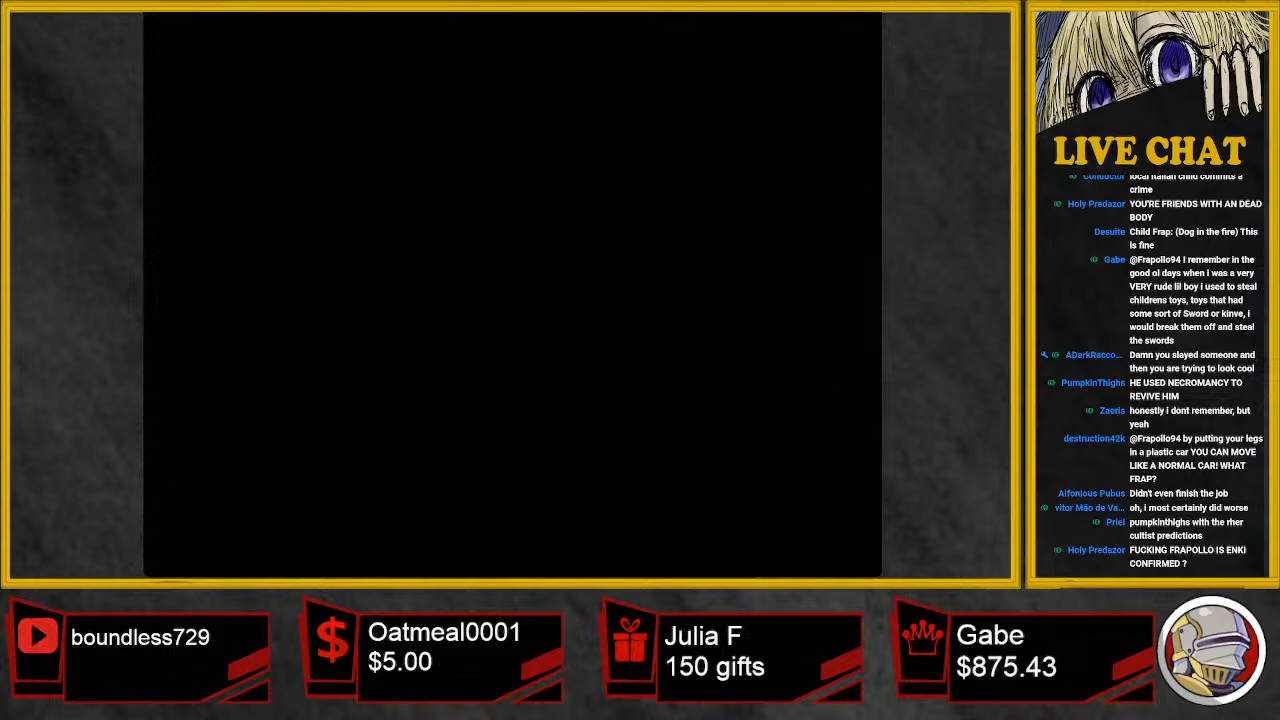 LIVE CHAT
Conductor local Italian child commits a
crime
Holy Predazor YOU'RE FRIENDS WITH AN DEAD
BODY
Desuite Child Frap: (Dog in the fire) This
is fine
Gabe @Frapollo94 I remember in the
good ol days when i was a very
VERY rude lil boy i used to steal
childrens toys, toys that had
some sort of Sword or kinve, i
would break them off and steal
the swords
ADarkRacco... Damn you slayed someone and
then you are trying to look cool
PumpkinThighs HE USED NECROMANCY TO
REVIVE HIM
Zaeris honestly i dont remember, but
yeah
destruction42k @Frapollo94 by putting your legs
in a plastic car YOU CAN MOVE
LIKE A NORMAL CAR! WHAT
FRAP?
Alfonious Pubus Didn't even finish the job
vitor Mão de Va... oh, i most certainly did worse
Priel pumpkinthighs with the rher
cultist predictions
Holy Predazor FUCKING FRAPOLLO IS ENKI
CONFIRMED ?
boundless729
Oatmeal0001
$5.00
Julia F
150 gifts
Gabe
$875.43